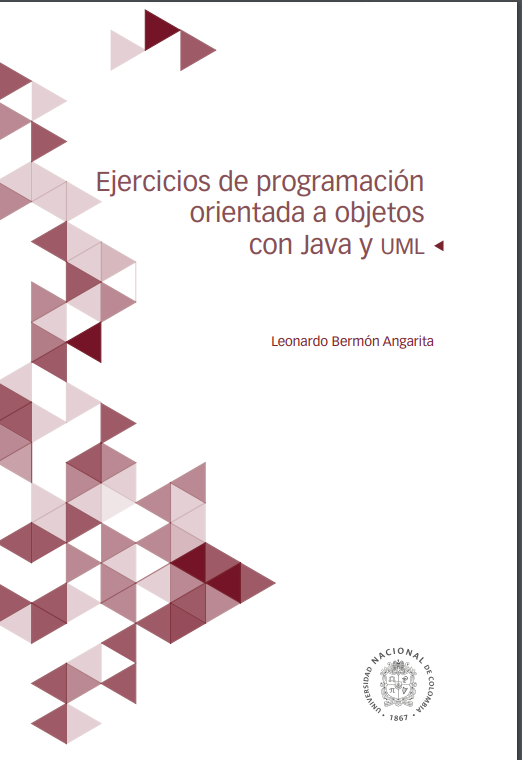 Ejercicios de programación
orientada a objetos
con Java y UML
Leonardo Bermón Angarita
UNIVERSIDAD NACIONAL DE COLOMBIA
1867